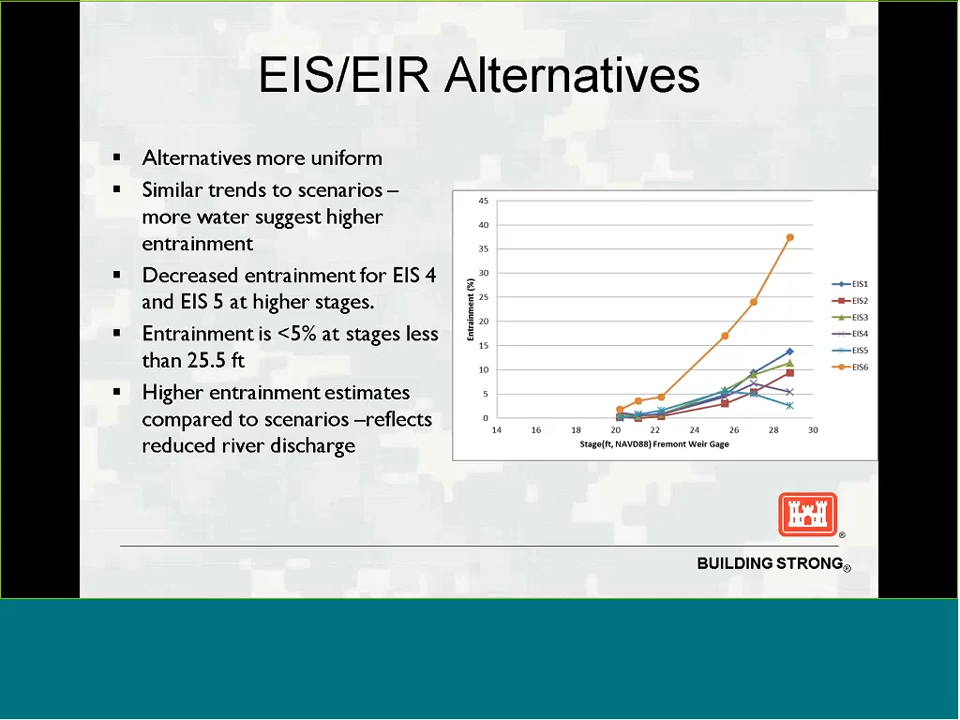 EIS/EIR Alternatives
▪ Alternatives more uniform
▪ Similar trends to scenarios –
more water suggest higher
entrainment
▪ Decreased entrainment for EIS 4
and EIS 5 at higher stages.
▪ Entrainment is <5% at stages less
than 25.5 ft
▪ Higher entrainment estimates
compared to scenarios –reflects
reduced river discharge
Entrainment (%)
45
40
35
30
25
20
15
10
5
0
14 16 18 20 22 24 26 28 30
Stage(ft, NAVD88) Fremont Weir Gage
EIS1
EIS2
EIS3
EIS4
EIS5
EIS6
®
BUILDING STRONG®